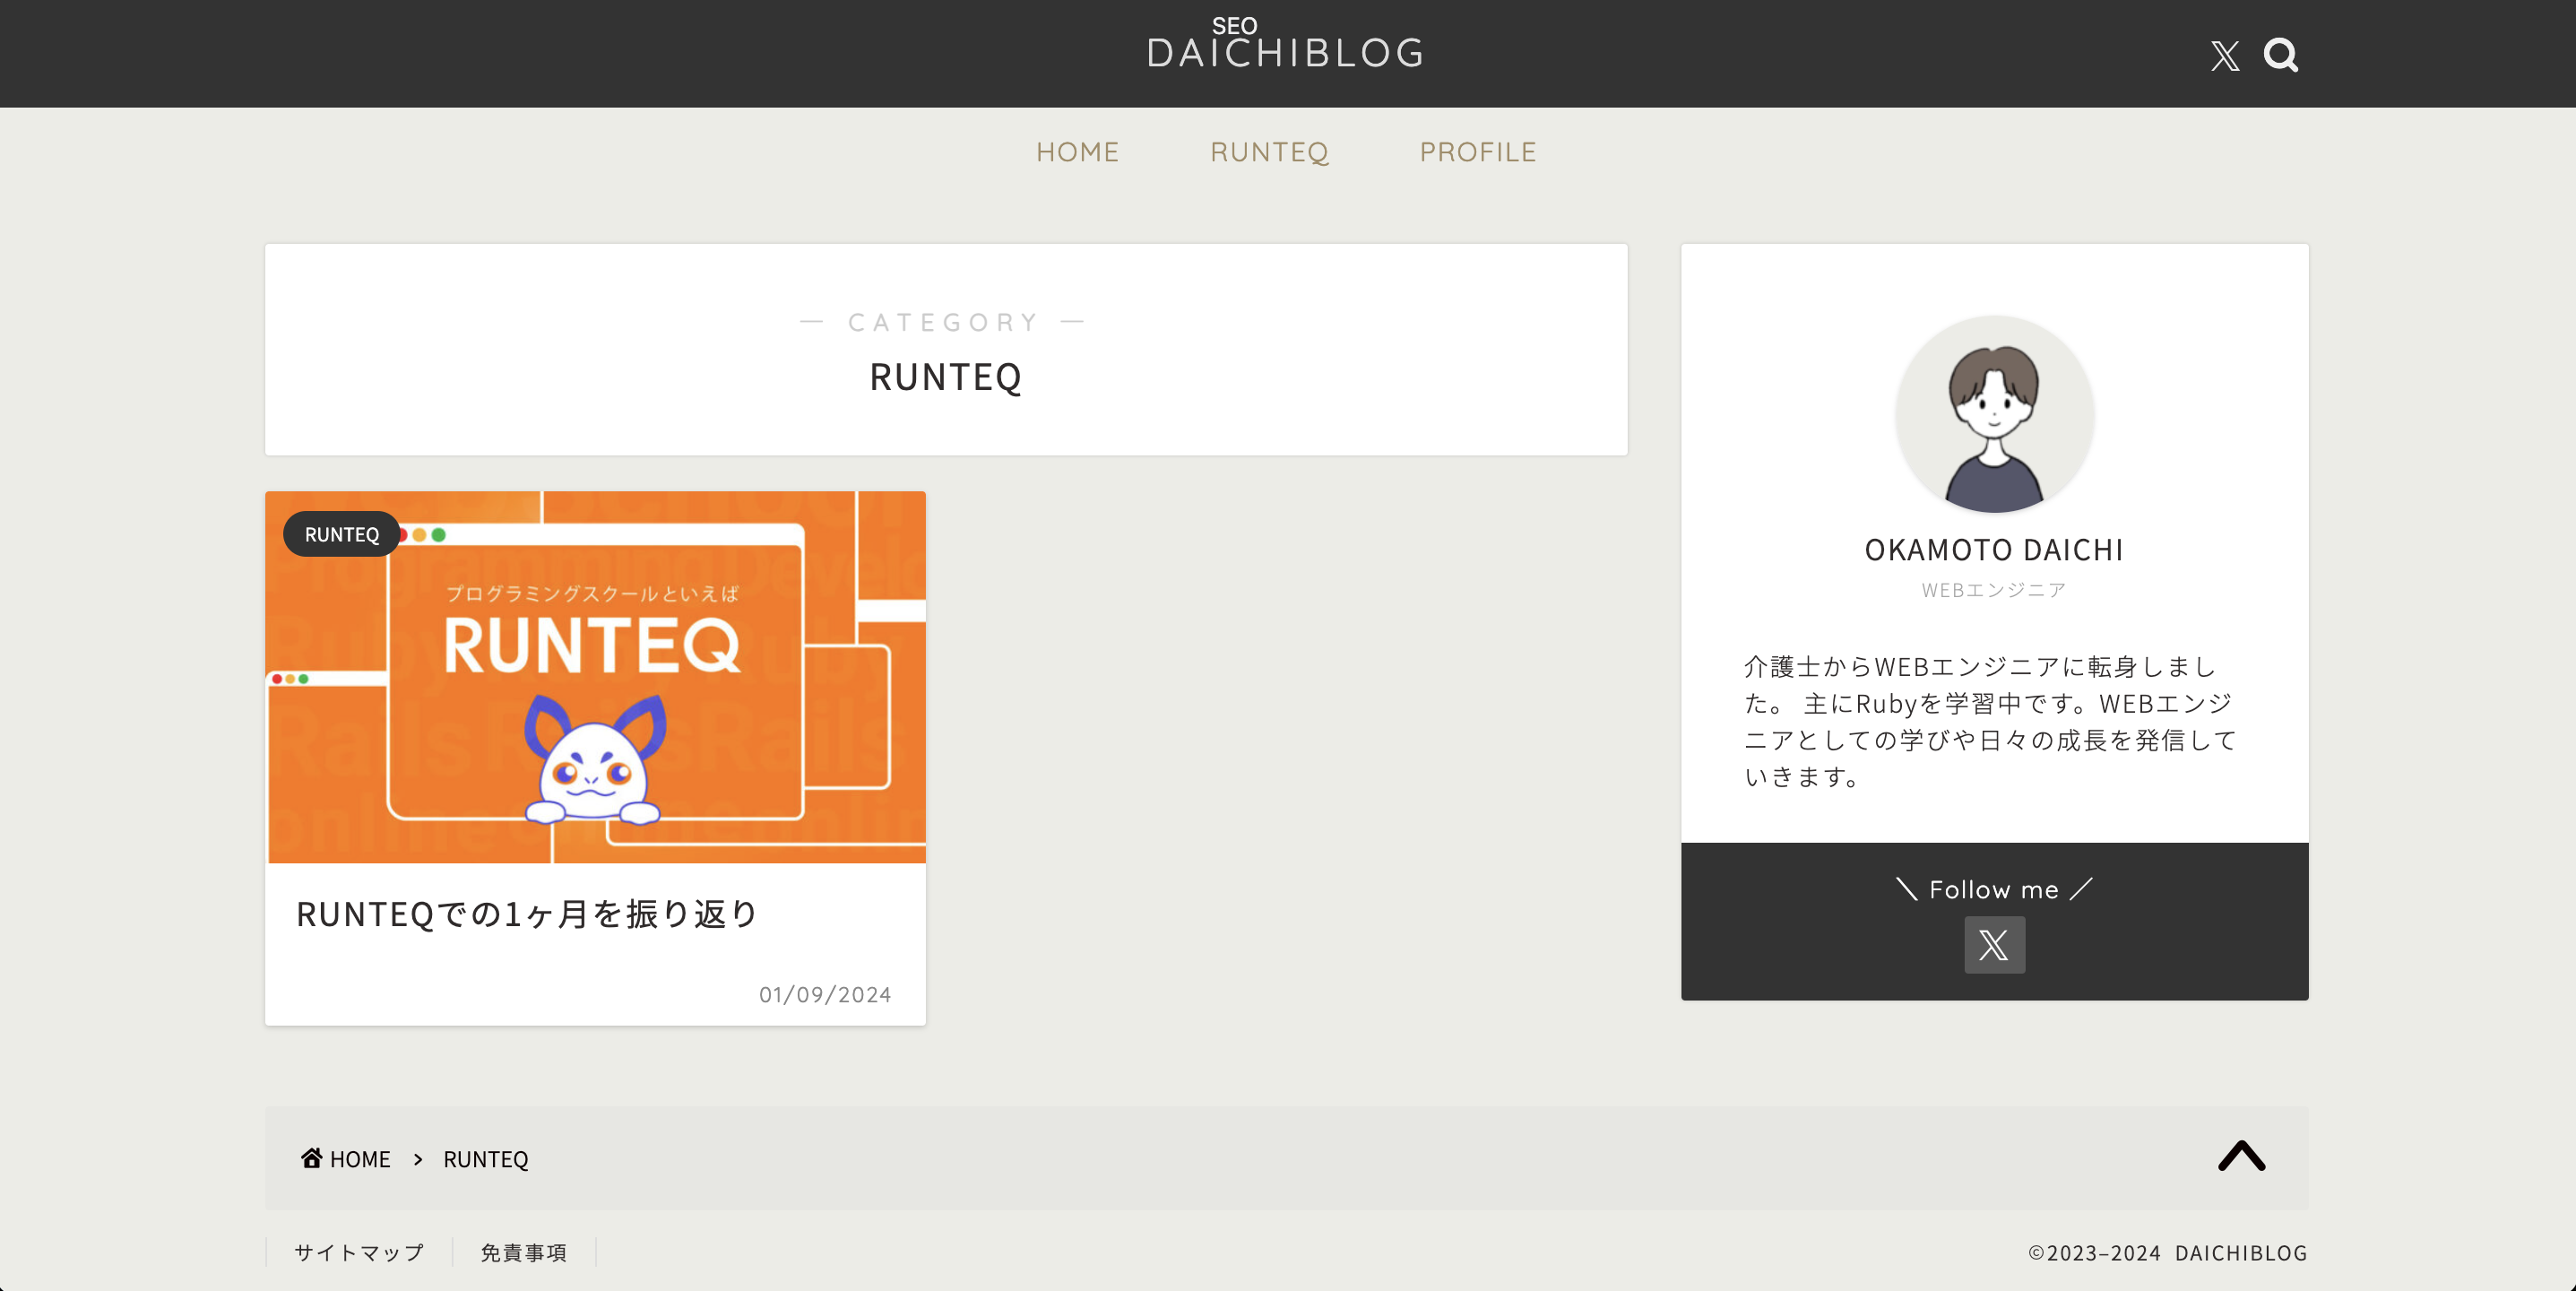 SEO
DAICHIBLOG
HOME RUNTEQ PROFILE
— CATEGORY —
RUNTEQ
RUNTEQ
プログラミングスクールといえば
RUNTEQ
Rails Rails Rails
RUNTEQでの1ヶ月を振り返り
01/09/2024
OKAMOTO DAICHI
WEBエンジニア
介護士からWEBエンジニアに転身しまし
た。 主にRubyを学習中です。WEBエンジ
ニアとしての学びや日々の成長を発信して
いきます。
＼ Follow me ／
HOME > RUNTEQ
サイトマップ 免責事項
©2023–2024 DAICHIBLOG